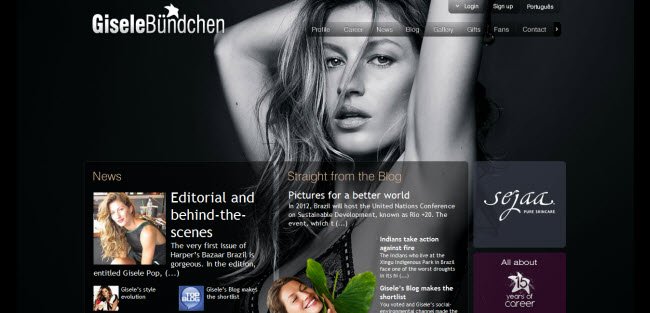 GiseleBündchen
Login Sign up Português
Profile Career News Blog Gallery Gifts Fans Contact
News
Editorial and
behind-the-
scenes
The very first issue of
Harper's Bazaar Brazil is
gorgeous. In the edition,
entitled Gisele Pop, (...)
Gisele's style
evolution
TOP BLOG
Gisele's Blog makes
the shortlist
Straight from the Blog
Pictures for a better world
In 2012, Brazil will host the United Nations Conference
on Sustainable Development, known as Rio +20. The
event, which t (...)
Indians take action
against fire
The Indians who live at the
Xingu Indigenous Park in Brazil
face one of the worst droughts
in its hi (...)
Gisele's Blog makes the
shortlist
You voted and Gisele's social-
environmental channel made the
sejaa
PURE SKINCARE
All about
15
years of
career